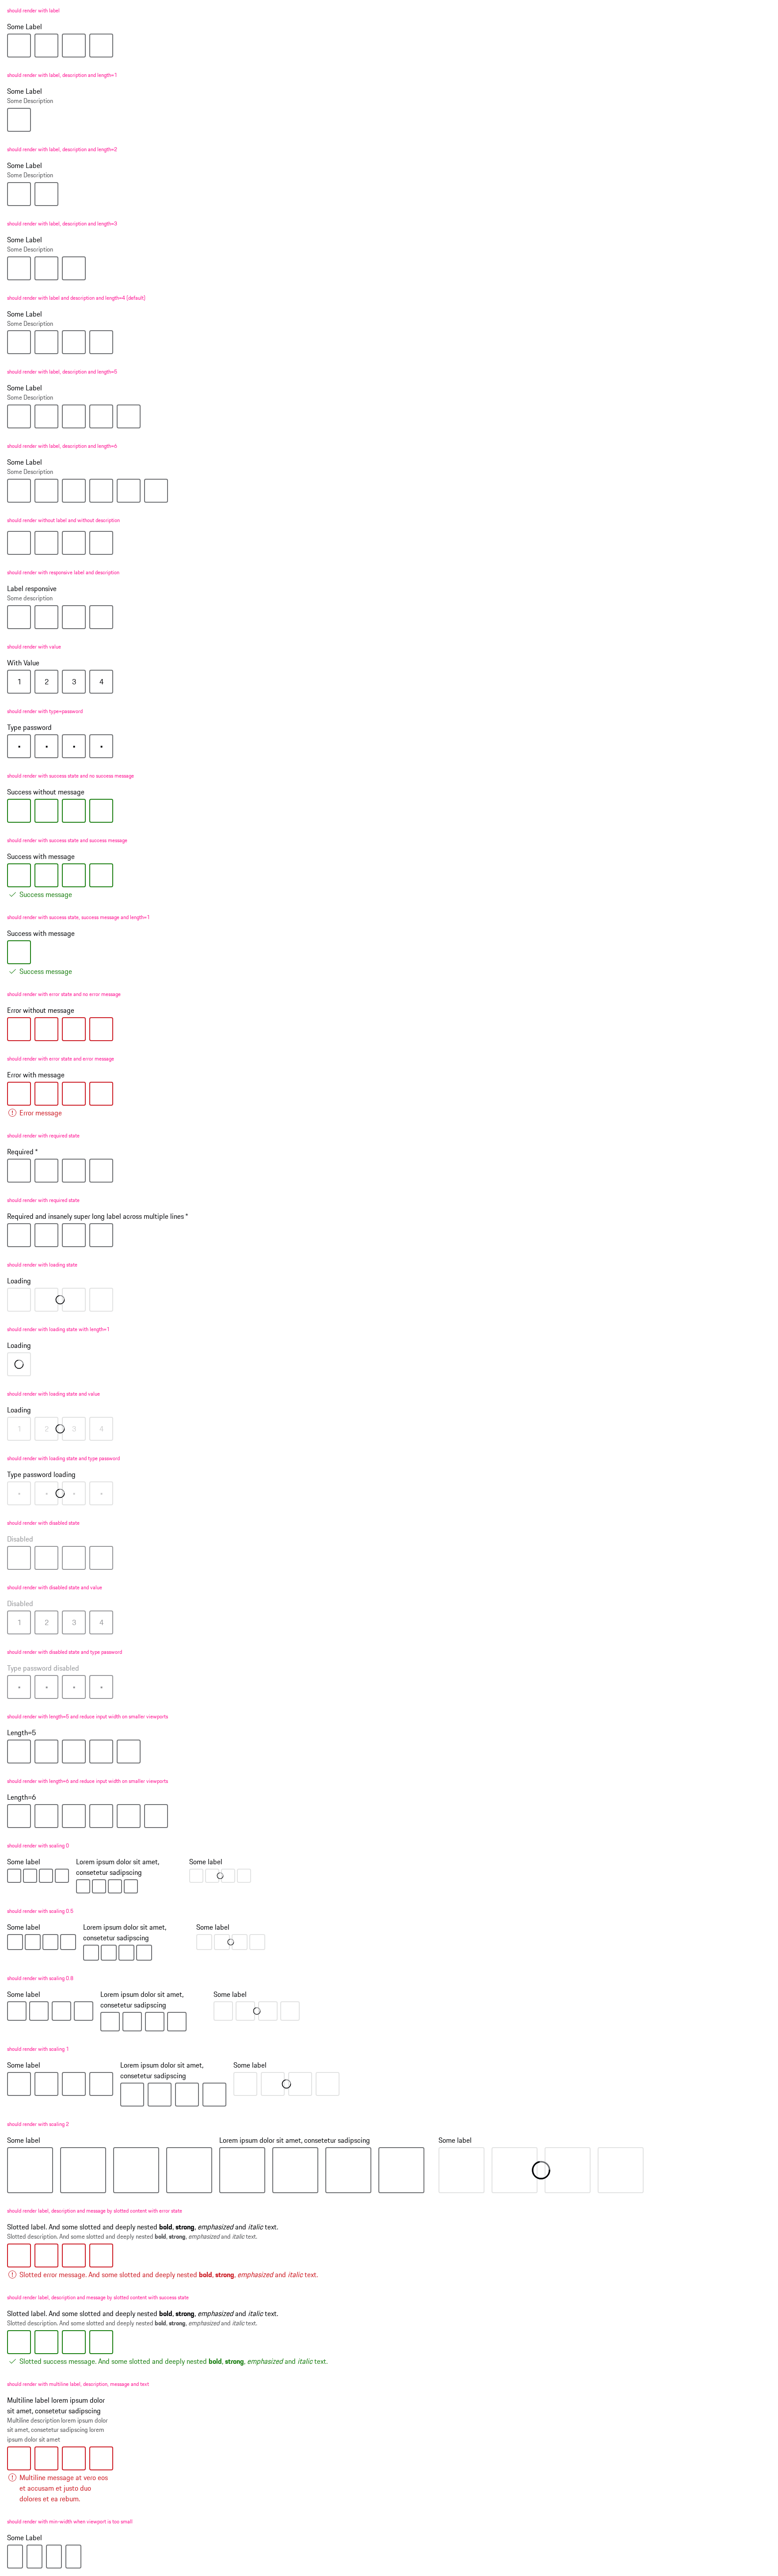 should render with label
Some Label
should render with label, description and length=1
Some Label
Some Description
should render with label, description and length=2
Some Label
Some Description
should render with label, description and length=3
Some Label
Some Description
should render with label and description and length=4 [default]
Some Label
Some Description
should render with label, description and length=5
Some Label
Some Description
should render with label, description and length=6
Some Label
Some Description
should render without label and without description
should render with responsive label and description
Label responsive
Some description
should render with value
With Value
1 2 3 4
should render with type=password
Type password
• • • •
should render with success state and no success message
Success without message
should render with success state and success message
Success with message
Success message
should render with success state, success message and length=1
Success with message
Success message
should render with error state and no error message
Error without message
should render with error state and error message
Error with message
Error message
should render with required state
Required *
should render with required state
Required and insanely super long label across multiple lines *
should render with loading state
Loading
should render with loading state with length=1
Loading
should render with loading state and value
Loading
1 2 3 4
should render with loading state and type password
Type password loading
• • • •
should render with disabled state
Disabled
should render with disabled state and value
Disabled
1 2 3 4
should render with disabled state and type password
Type password disabled
• • • •
should render with length=5 and reduce input width on smaller viewports
Length=5
should render with length=6 and reduce input width on smaller viewports
Length=6
should render with scaling 0
Some label
Lorem ipsum dolor sit amet,
consetetur sadipscing
Some label
should render with scaling 0.5
Some label
Lorem ipsum dolor sit amet,
consetetur sadipscing
Some label
should render with scaling 0.8
Some label
Lorem ipsum dolor sit amet,
consetetur sadipscing
Some label
should render with scaling 1
Some label
Lorem ipsum dolor sit amet,
consetetur sadipscing
Some label
should render with scaling 2
Some label
Lorem ipsum dolor sit amet, consetetur sadipscing
Some label
should render label, description and message by slotted content with error state
Slotted label. And some slotted and deeply nested bold, strong, emphasized and italic text.
Slotted description. And some slotted and deeply nested bold, strong, emphasized and italic text.
Slotted error message. And some slotted and deeply nested bold, strong, emphasized and italic text.
should render label, description and message by slotted content with success state
Slotted label. And some slotted and deeply nested bold, strong, emphasized and italic text.
Slotted description. And some slotted and deeply nested bold, strong, emphasized and italic text.
Slotted success message. And some slotted and deeply nested bold, strong, emphasized and italic text.
should render with multiline label, description, message and text
Multiline label lorem ipsum dolor
sit amet, consetetur sadipscing
Multiline description lorem ipsum dolor
sit amet, consetetur sadipscing lorem
ipsum dolor sit amet
Multiline message at vero eos
et accusam et justo duo
dolores et ea rebum.
should render with min-width when viewport is too small
Some Label